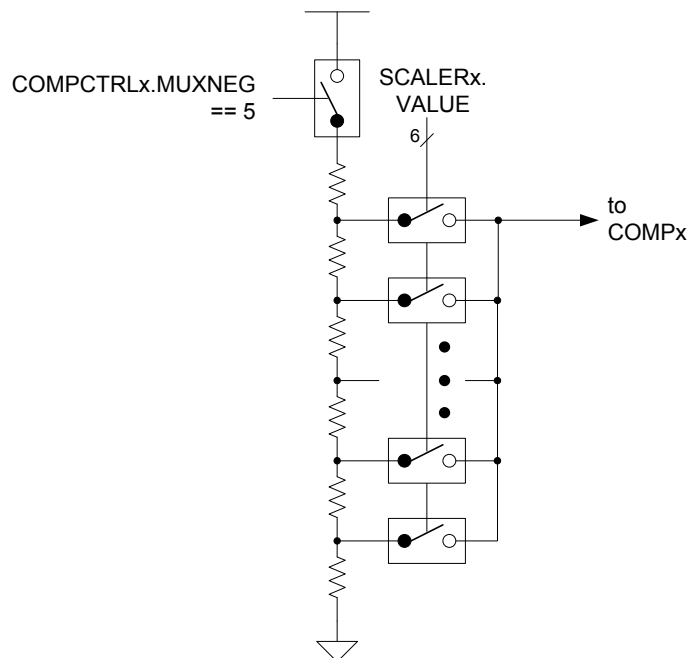 COMPCTRLx.MUXNEG
== 5
SCALERx.
VALUE
6
to
COMPx